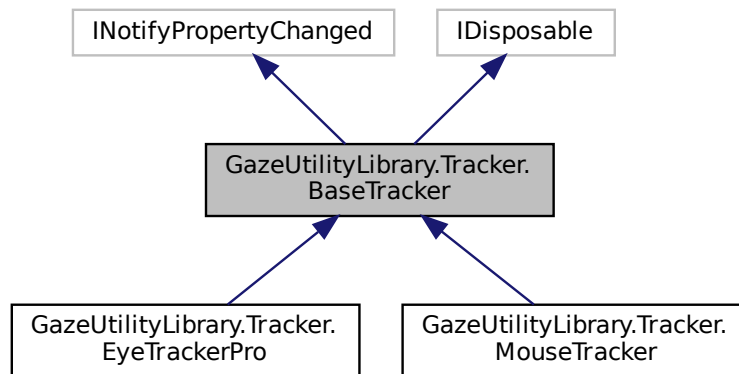 INotifyPropertyChanged
IDisposable
GazeUtilityLibrary.Tracker.
BaseTracker
GazeUtilityLibrary.Tracker.
EyeTrackerPro
GazeUtilityLibrary.Tracker.
MouseTracker